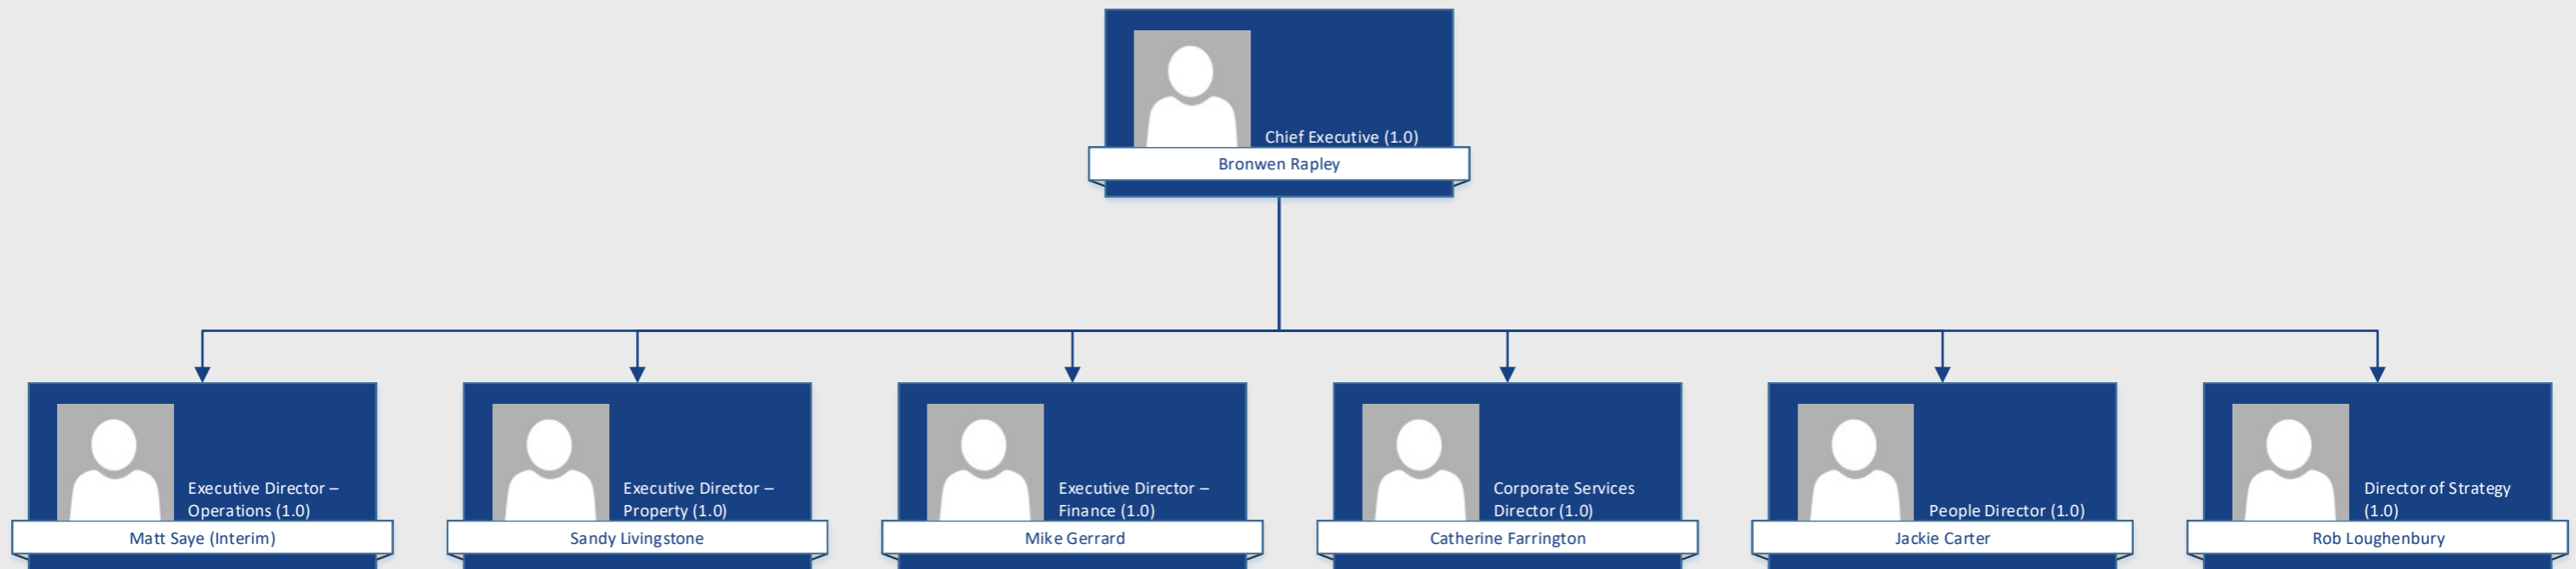 Chief Executive (1.0)
Bronwen Rapley
Executive Director –
Operations (1.0)
Matt Saye (Interim)
Executive Director –
Property (1.0)
Sandy Livingstone
Executive Director –
Finance (1.0)
Mike Gerrard
Corporate Services
Director (1.0)
Catherine Farrington
People Director (1.0)
Jackie Carter
Director of Strategy
(1.0)
Rob Loughenbury